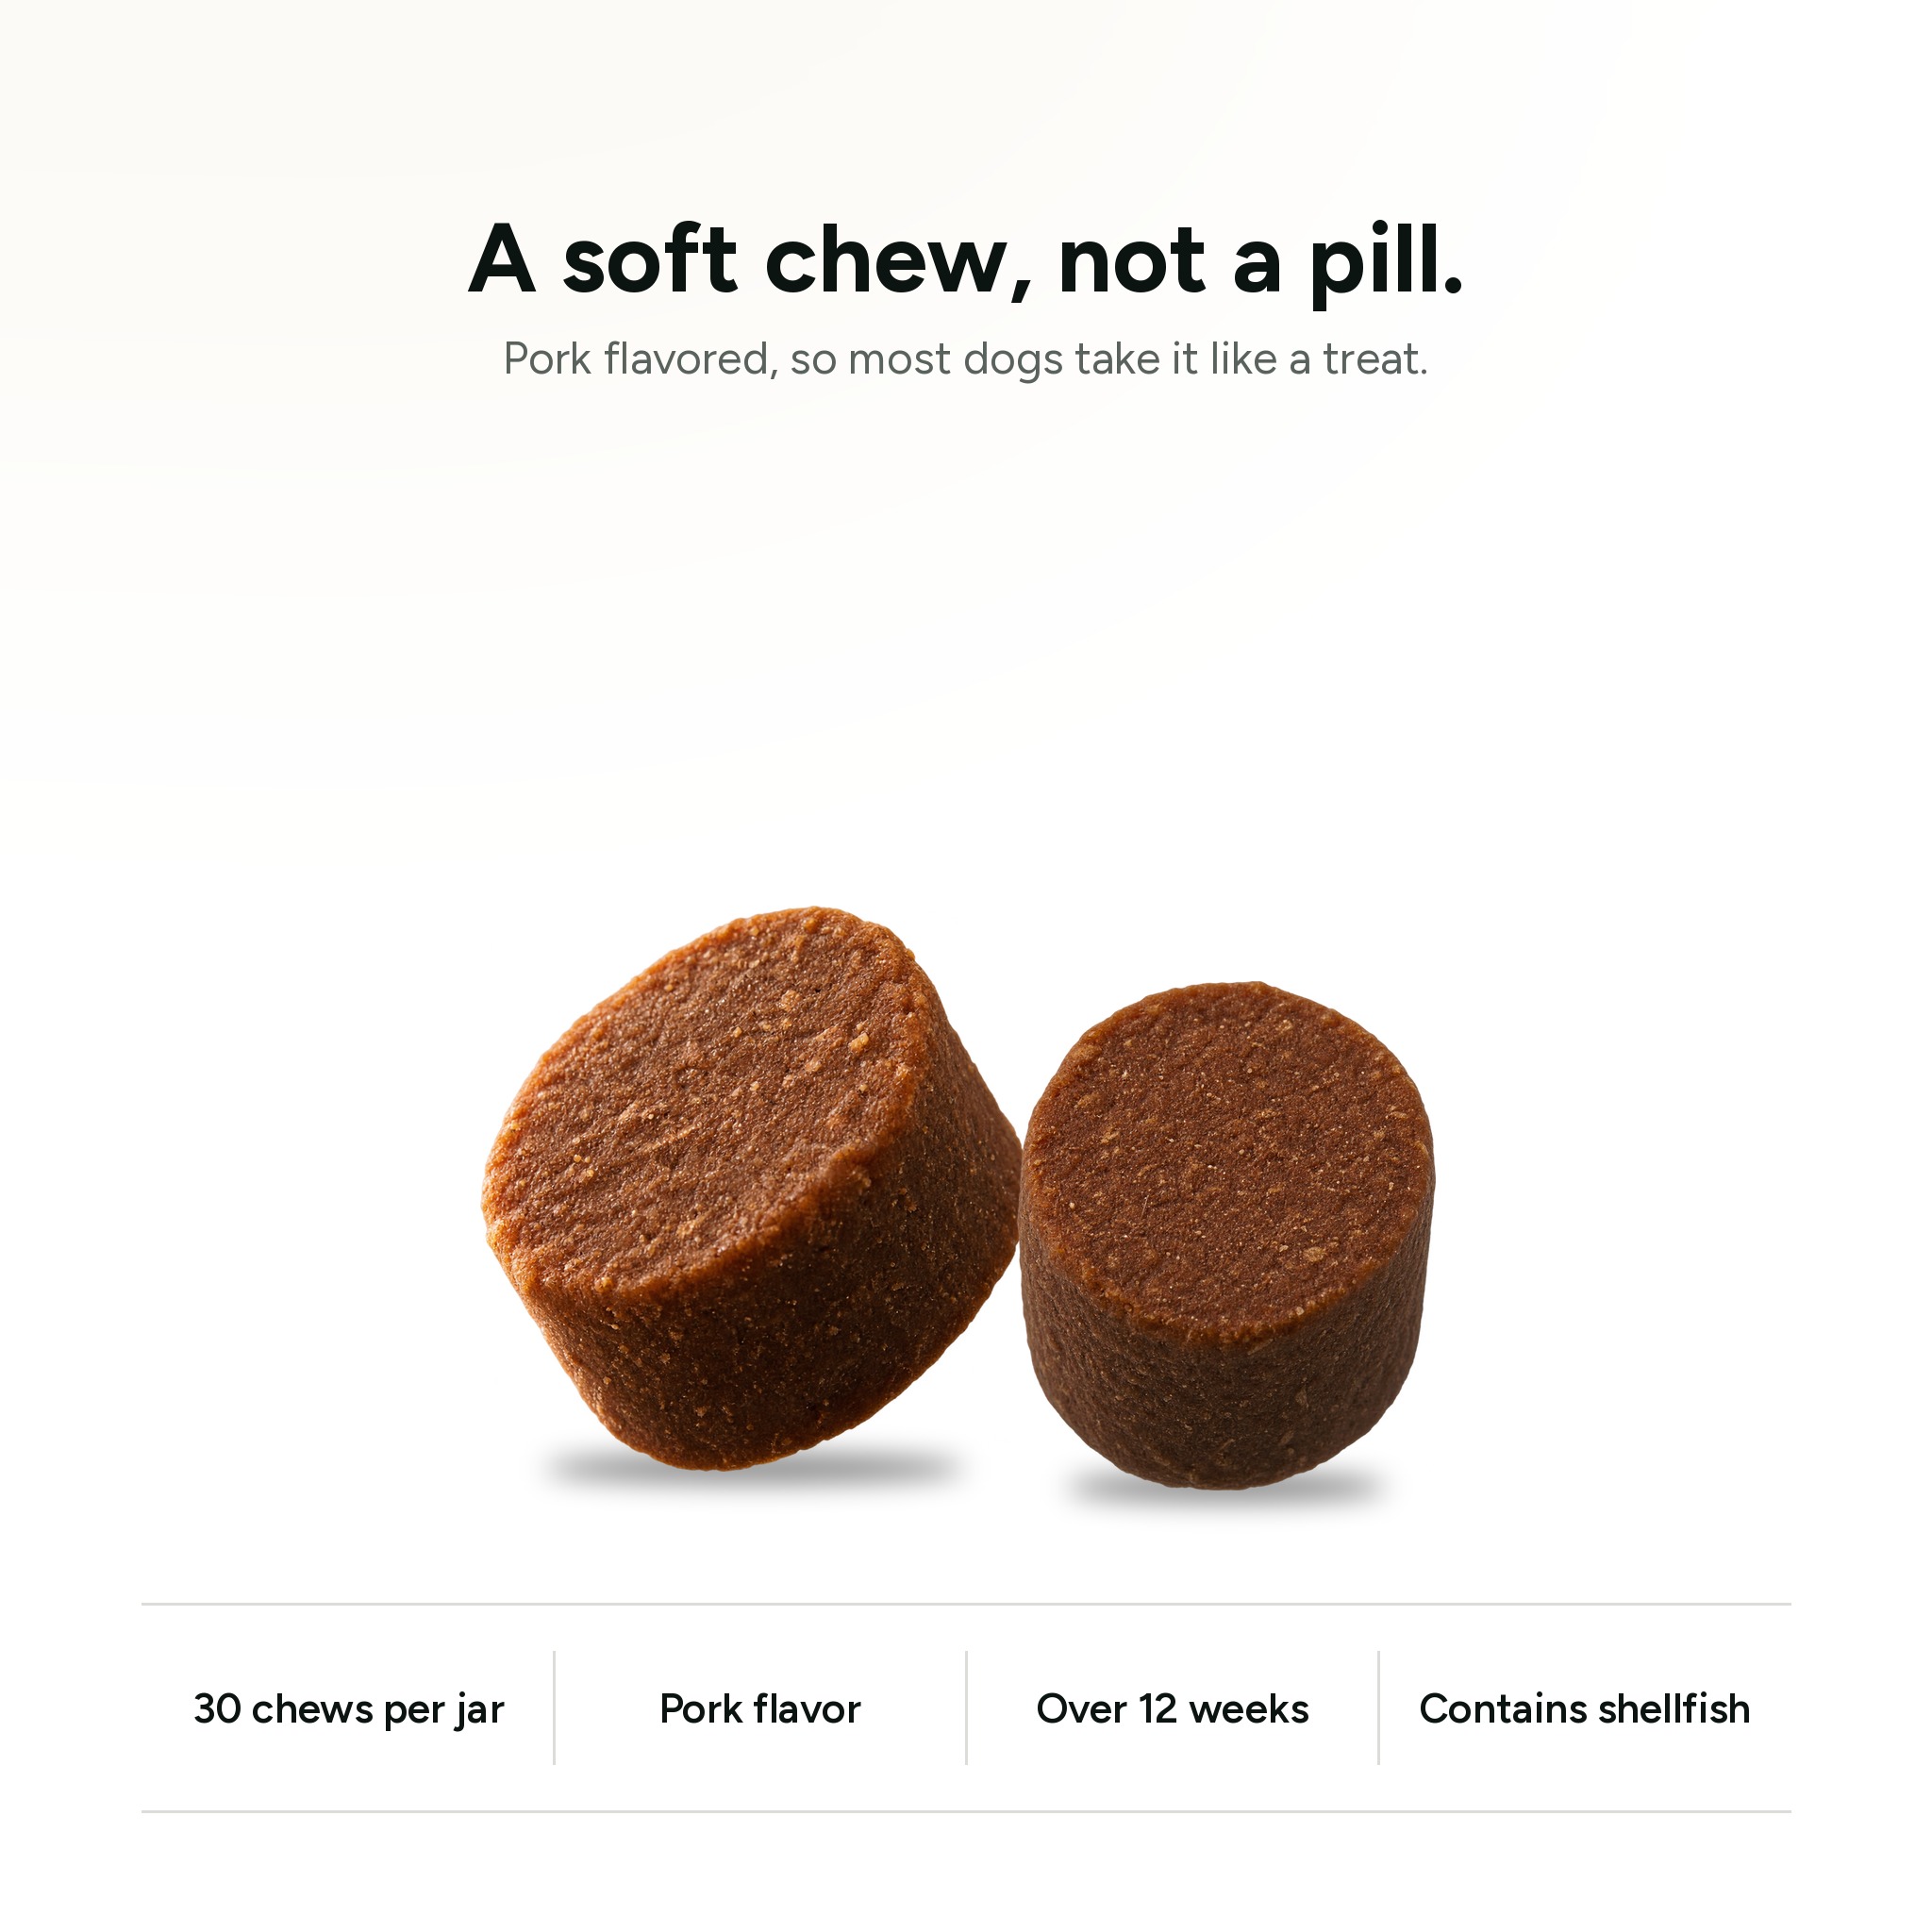 A soft chew, not a pill.
Pork flavored, so most dogs take it like a treat.
30 chews per jar
Pork flavor
Over 12 weeks
Contains shellfish